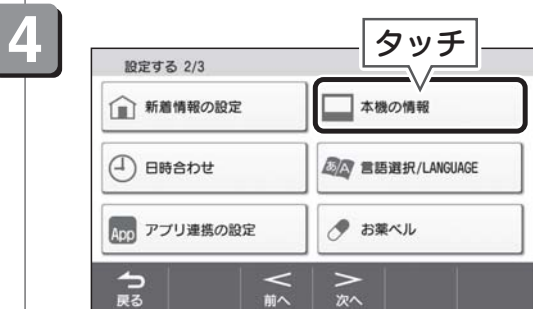 4
タッチ
設定する 2/3
新着情報の設定
本機の情報
日時合わせ
あ/A 言語選択/LANGUAGE
App アプリ連携の設定
お薬ベル
戻る
前へ
次へ